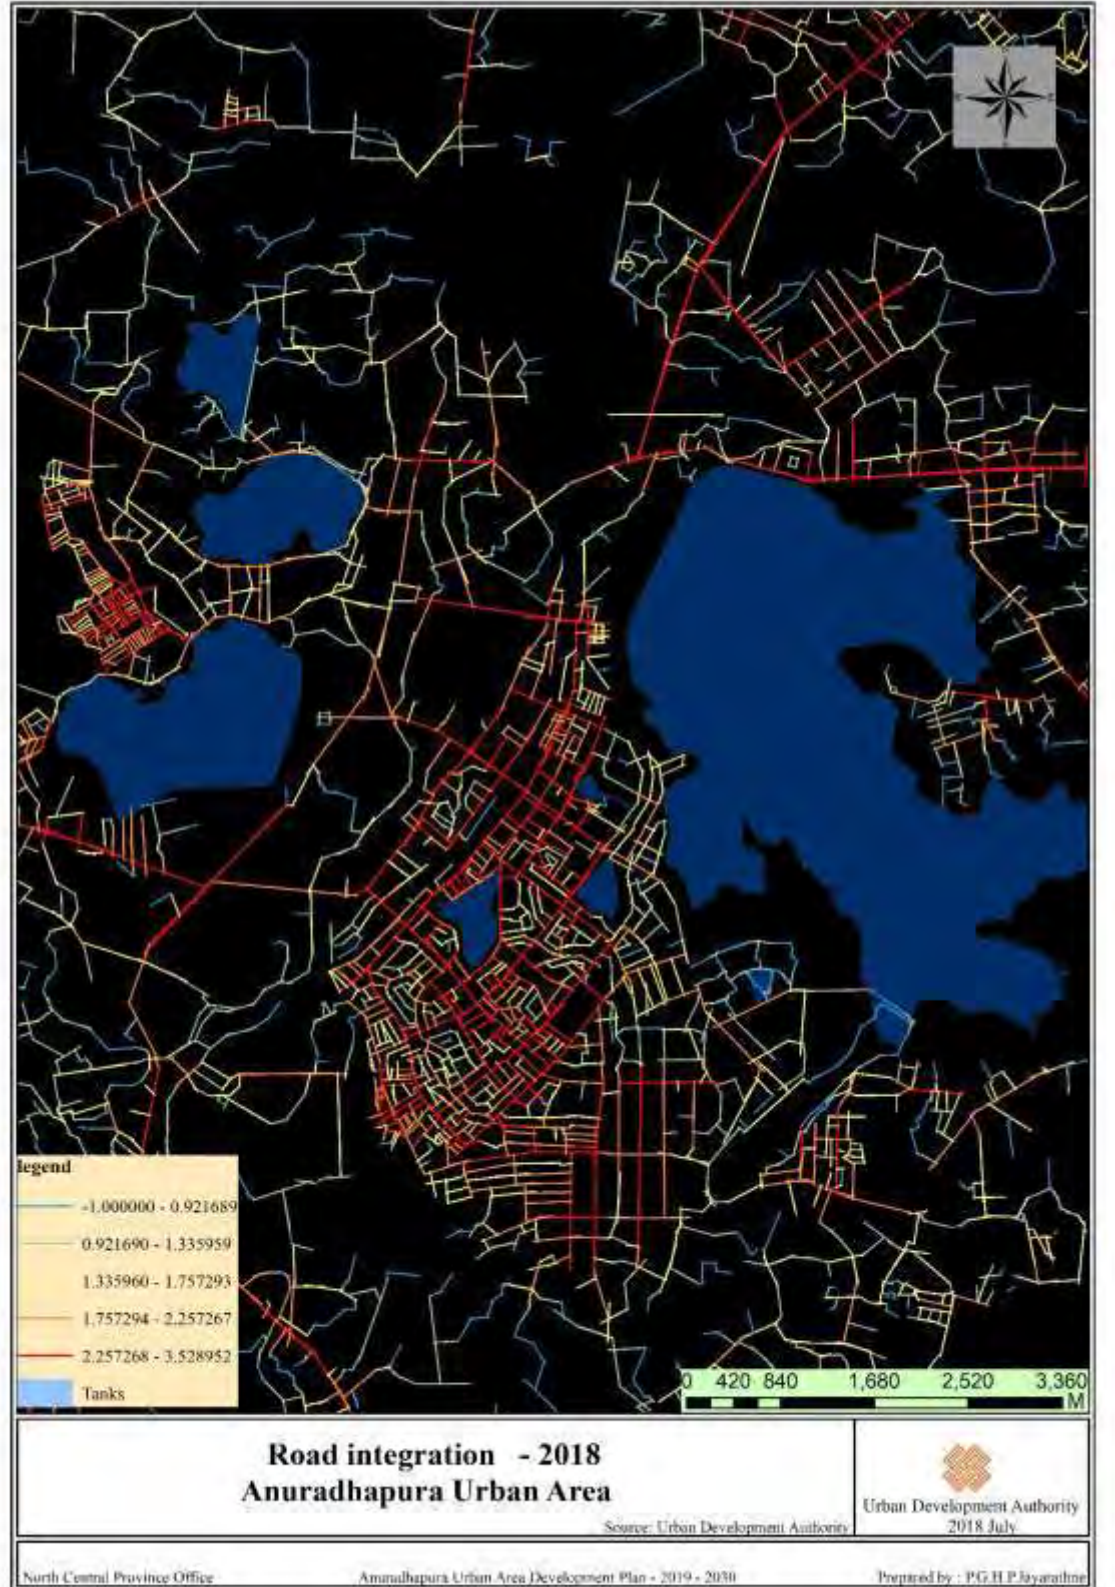 legend
-1.000000 - 0.921689
0.921690 - 1.335959
1.335960 - 1.757293
1.757294 - 2.257267
2.257268 - 3.528952
Tanks
0 420 840 1,680 2,520 3,360
M
Road integration - 2018
Anuradhapura Urban Area
Source: Urban Development Authority
Urban Development Authority
2018 July
North Central Province Office
Anuradhapura Urban Area Development Plan - 2019 - 2030
Prepared by : P.G.H.P.Jayarathne